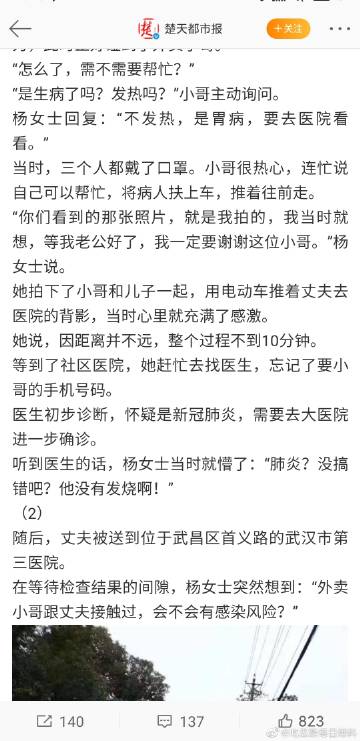 楚天都市报
+关注
“怎么了，需不需要帮忙？”
“是生病了吗？发热吗？”小哥主动询问。
杨女士回复：“不发热，是胃病，要去医院看
看。”
当时，三个人都戴了口罩。小哥很热心，连忙说
自己可以帮忙，将病人扶上车，推着往前走。
“你们看到的那张照片，就是我拍的，我当时就
想，等我老公好了，我一定要谢谢这位小哥。”杨
女士说。
她拍下了小哥和儿子一起，用电动车推着丈夫去
医院的背影，当时心里就充满了感激。
她说，因距离并不远，整个过程不到10分钟。
等到了社区医院，她赶忙去找医生，忘记了要小
哥的手机号码。
医生初步诊断，怀疑是新冠肺炎，需要去大医院
进一步确诊。
听到医生的话，杨女士当时就懵了：“肺炎？没搞
错吧？他没有发烧啊！”
（2）
随后，丈夫被送到位于武昌区首义路的武汉市第
三医院。
在等待检查结果的间隙，杨女士突然想到：“外卖
小哥跟丈夫接触过，会不会有感染风险？”
140
137
823